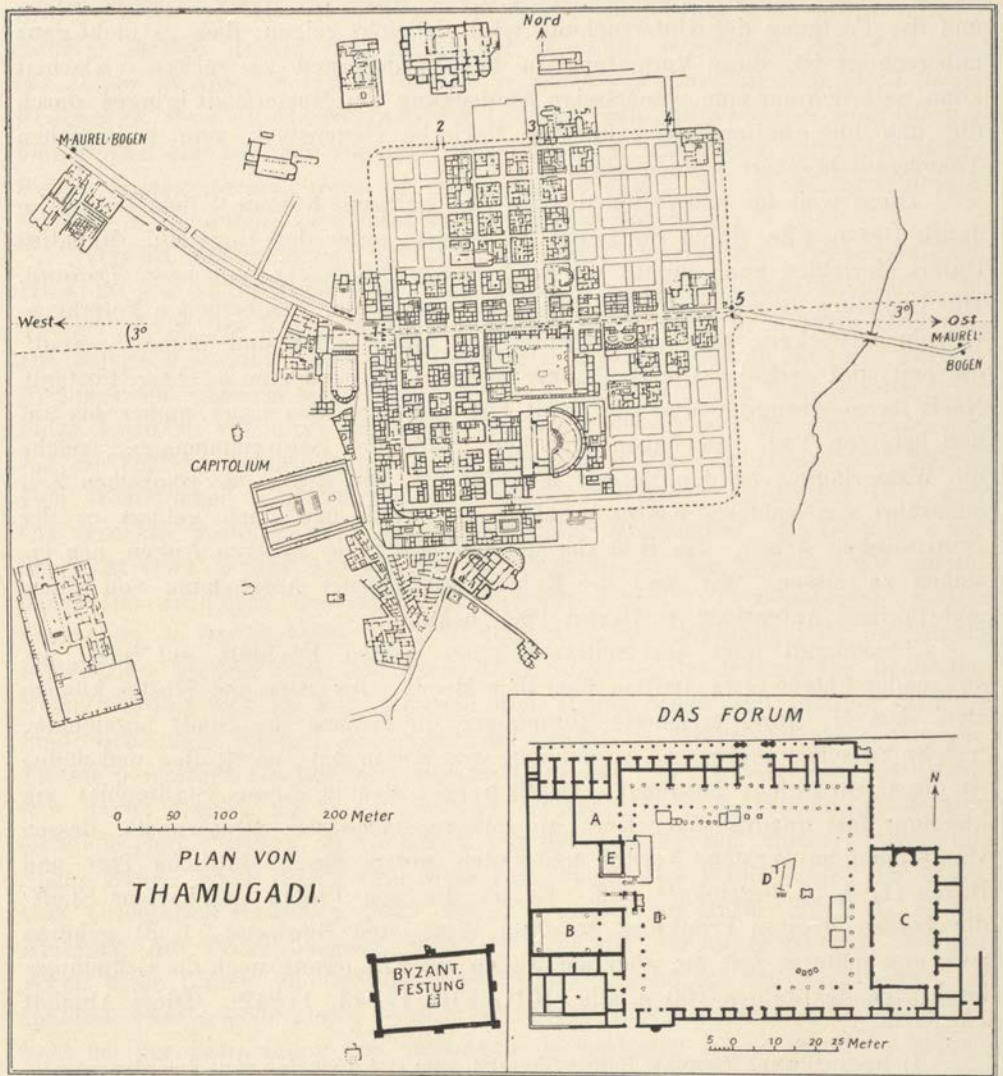 Nord
M·AUREL·BOGEN
2
3
4
West
3°
1
5
3°
Ost
M·AUREL·
BOGEN
CAPITOLIUM
0 50 100 200 Meter
PLAN VON
THAMUGADI.
BYZANT.
FESTUNG
DAS FORUM
N
A
E
D
B
C
5 0 10 20 25 Meter